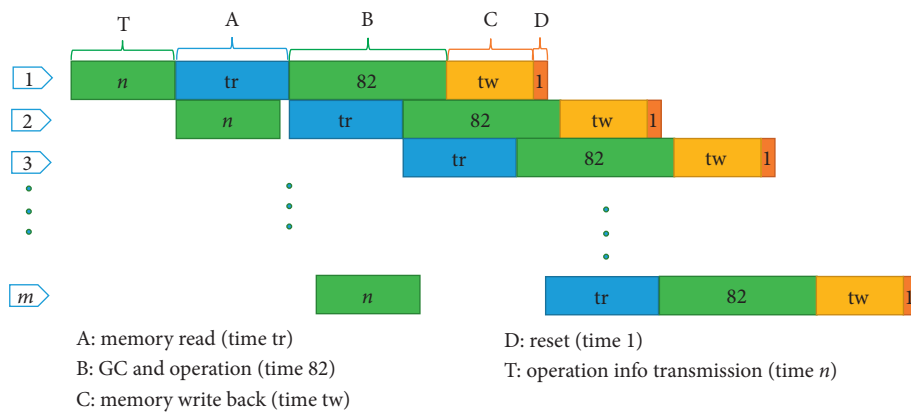 T A B C D
1 n tr 82 tw 1
2 n tr 82 tw 1
3 tr 82 tw 1
m n tr 82 tw 1
A: memory read (time tr)
B: GC and operation (time 82)
C: memory write back (time tw)
D: reset (time 1)
T: operation info transmission (time n)